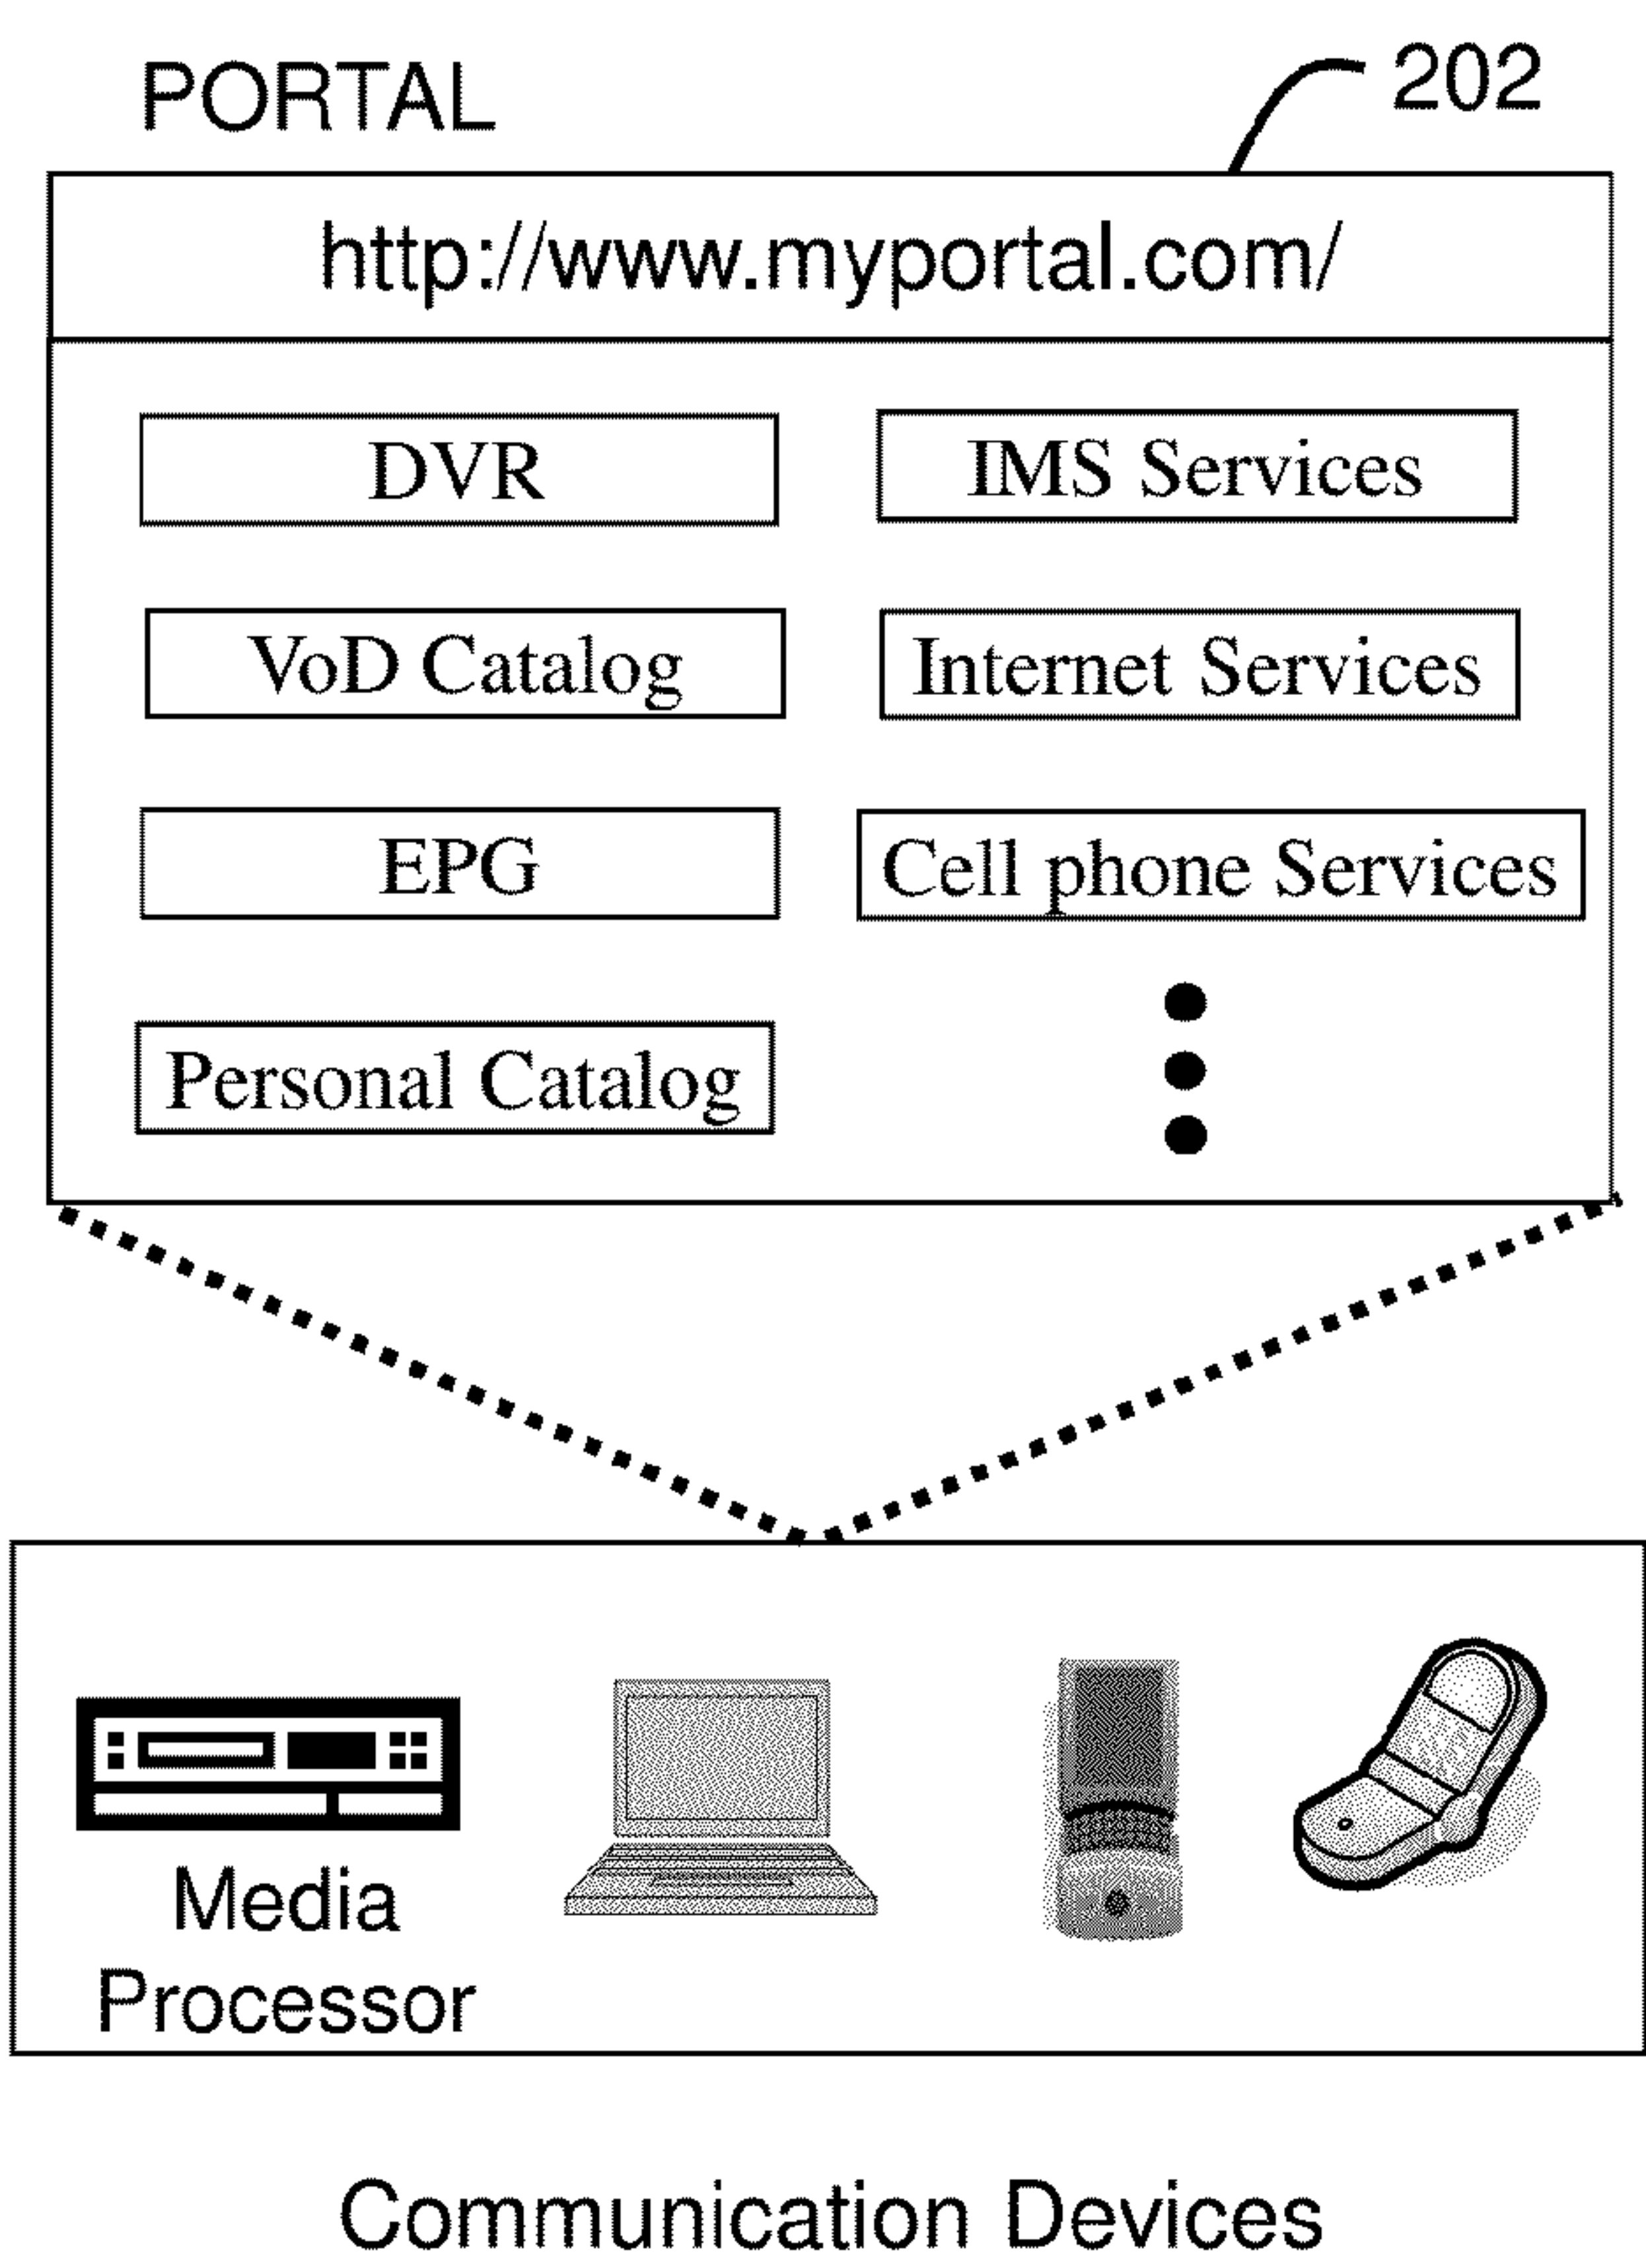 PORTAL
202
http://www.myportal.com/
DVR
IMS Services
VoD Catalog
Internet Services
EPG
Cell phone Services
Personal Catalog
Media
Processor
Communication Devices